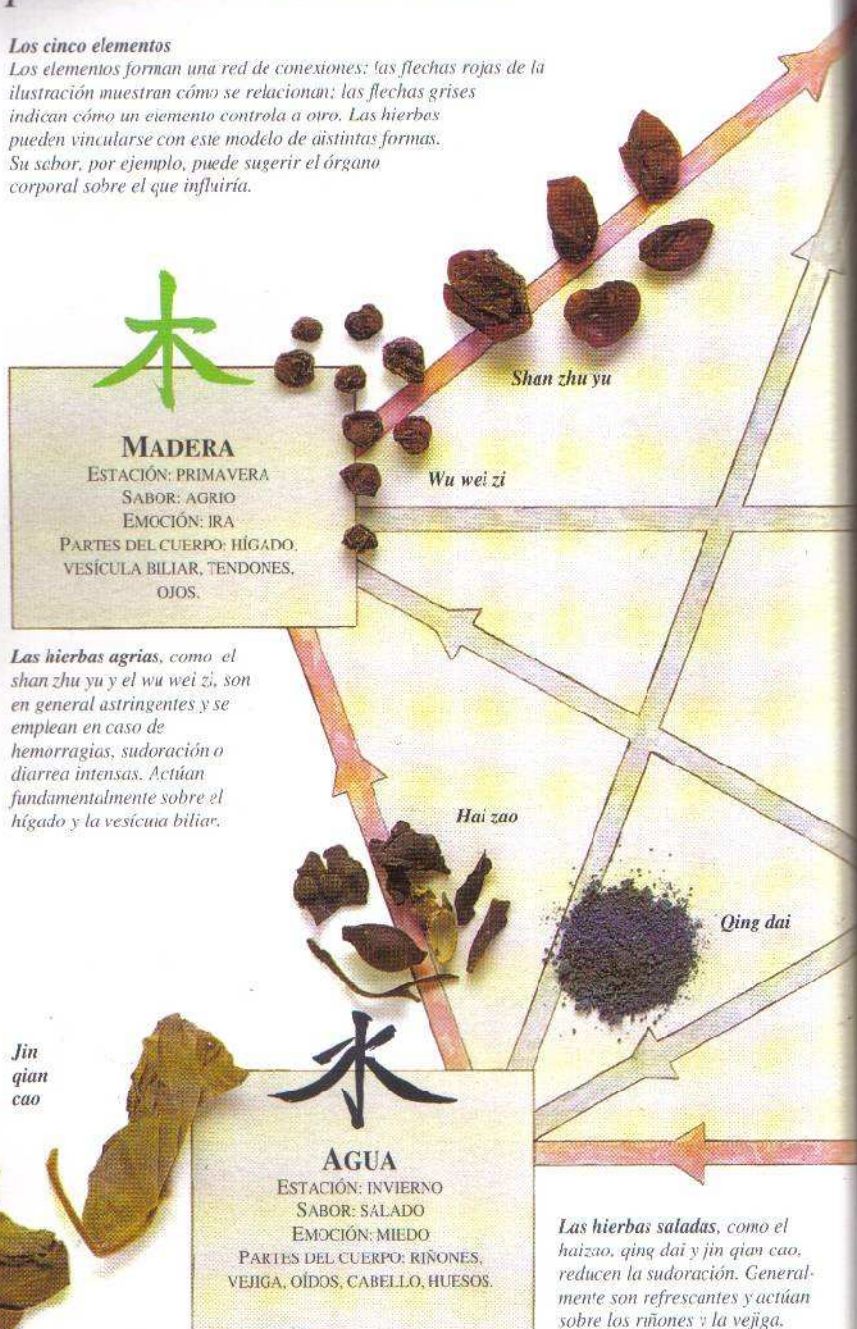 Los cinco elementos
Los elementos forman una red de conexiones: las flechas rojas de la
ilustración muestran cómo se relacionan; las flechas grises
indican cómo un elemento controla a otro. Las hierbas
pueden vincularse con este modelo de distintas formas.
Su sabor, por ejemplo, puede sugerir el órgano
corporal sobre el que influiría.
Shan zhu yu
木
MADERA
ESTACIÓN: PRIMAVERA
SABOR: AGRIO
EMOCIÓN: IRA
PARTES DEL CUERPO: HÍGADO,
VESÍCULA BILIAR, TENDONES,
OJOS.
Wu wei zi
Las hierbas agrias, como el
shan zhu yu y el wu wei zi, son
en general astringentes y se
emplean en caso de
hemorragias, sudoración o
diarrea intensas. Actúan
fundamentalmente sobre el
hígado y la vesícula biliar.
Hai zao
Qing dai
Jin
qian
cao
水
AGUA
ESTACIÓN: INVIERNO
SABOR: SALADO
EMOCIÓN: MIEDO
PARTES DEL CUERPO: RIÑONES,
VEJIGA, OÍDOS, CABELLO, HUESOS.
Las hierbas saladas, como el
haizao, qing dai y jin qian cao,
reducen la sudoración. General-
mente son refrescantes y actúan
sobre los riñones y la vejiga.